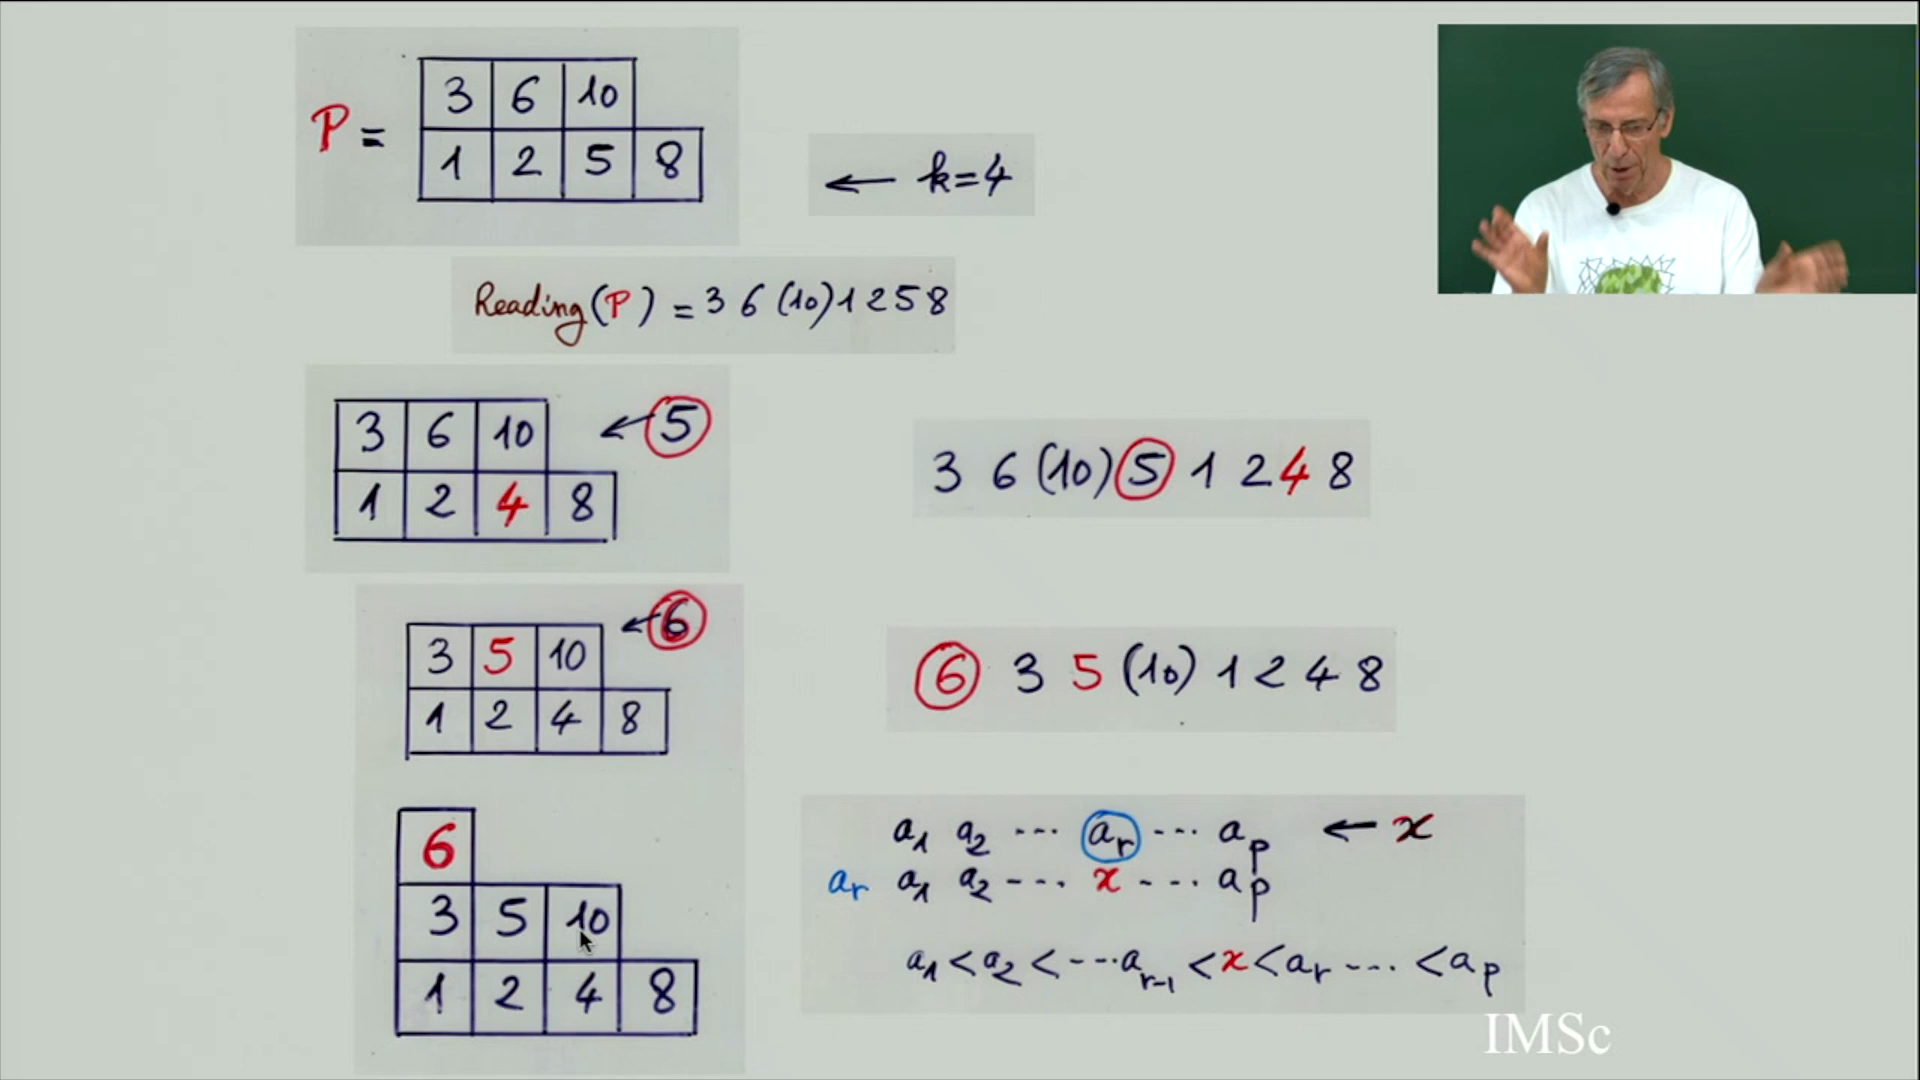 P =
3 6 10
1 2 5 8
← k=4
Reading(P) = 3 6 (10) 1 2 5 8
3 6 10 ← 5
1 2 4 8
3 6 (10) 5 1 2 4 8
3 5 10 ← 6
1 2 4 8
6 3 5 (10) 1 2 4 8
6
3 5 10
1 2 4 8
a₁ a₂ ... aᵣ ... aₚ ← x
aᵣ a₁ a₂ --- x --- aₚ
a₁ < a₂ < --- aᵣ₋₁ < x < aᵣ --- < aₚ
IMSc